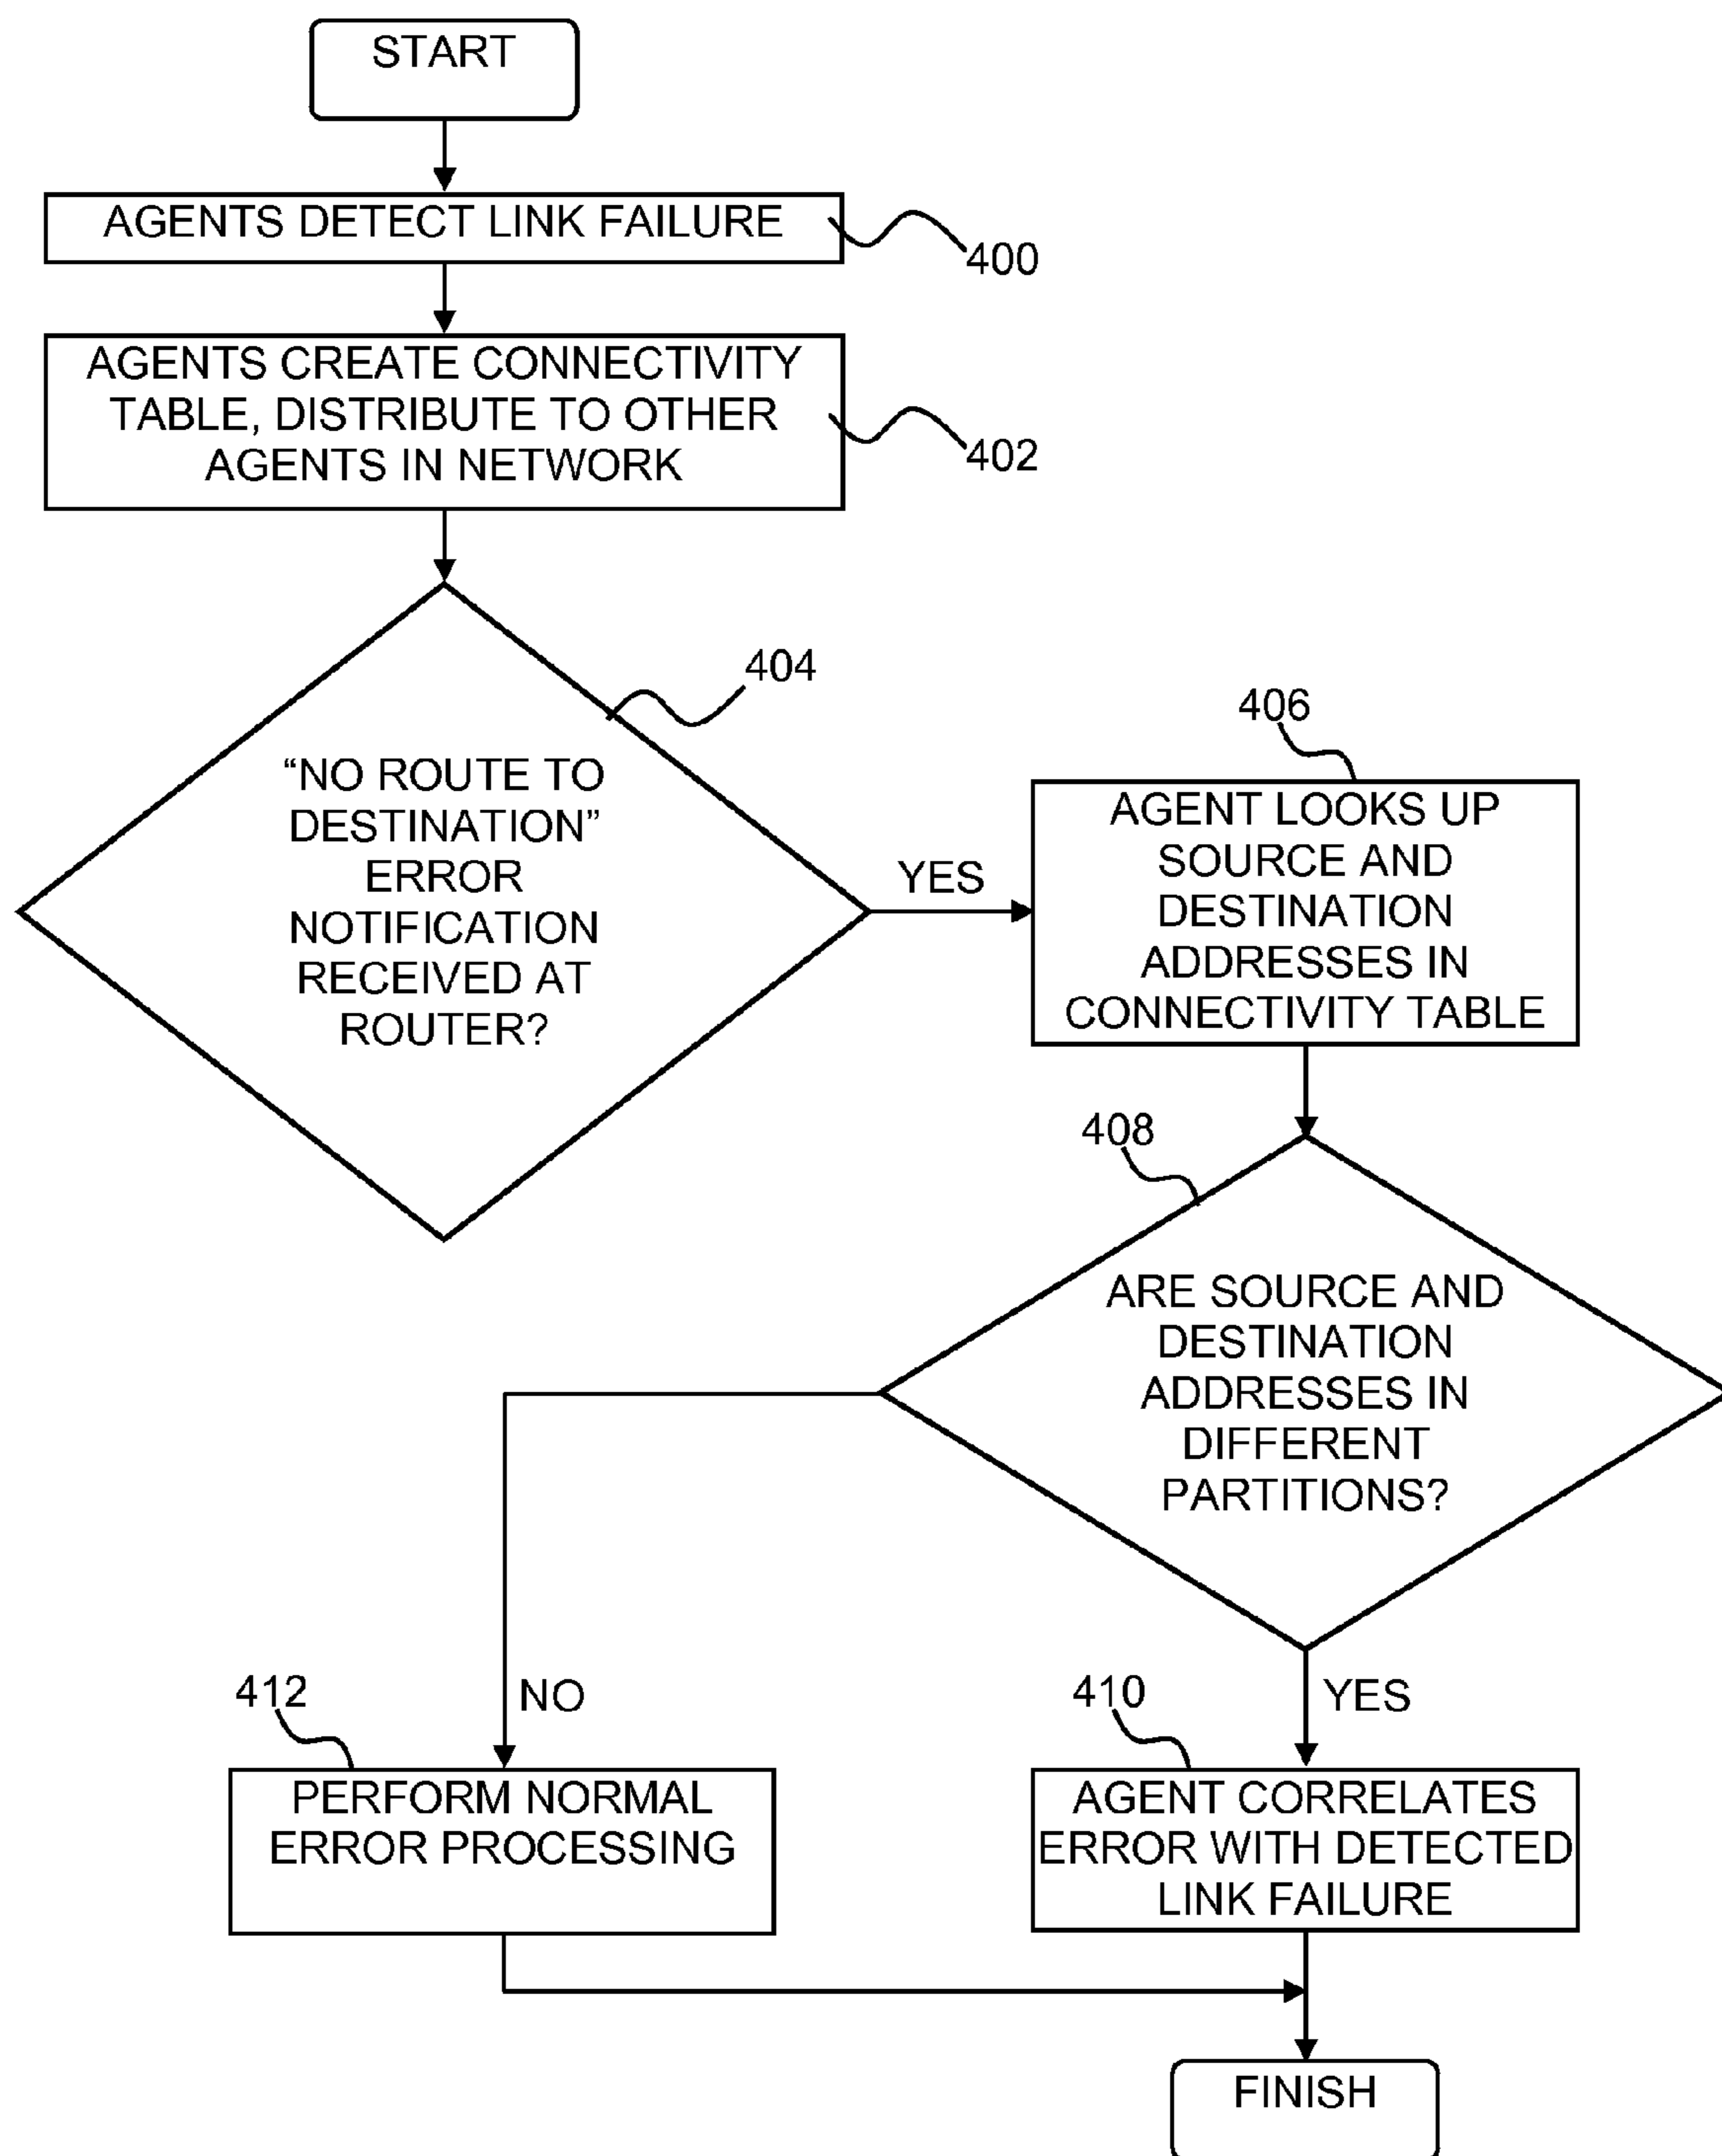 START
AGENTS DETECT LINK FAILURE
400
AGENTS CREATE CONNECTIVITY
TABLE, DISTRIBUTE TO OTHER
AGENTS IN NETWORK
402
404
“NO ROUTE TO
DESTINATION”
ERROR
NOTIFICATION
RECEIVED AT
ROUTER?
YES
406
AGENT LOOKS UP
SOURCE AND
DESTINATION
ADDRESSES IN
CONNECTIVITY TABLE
408
ARE SOURCE AND
DESTINATION
ADDRESSES IN
DIFFERENT
PARTITIONS?
NO
412
PERFORM NORMAL
ERROR PROCESSING
YES
410
AGENT CORRELATES
ERROR WITH DETECTED
LINK FAILURE
FINISH